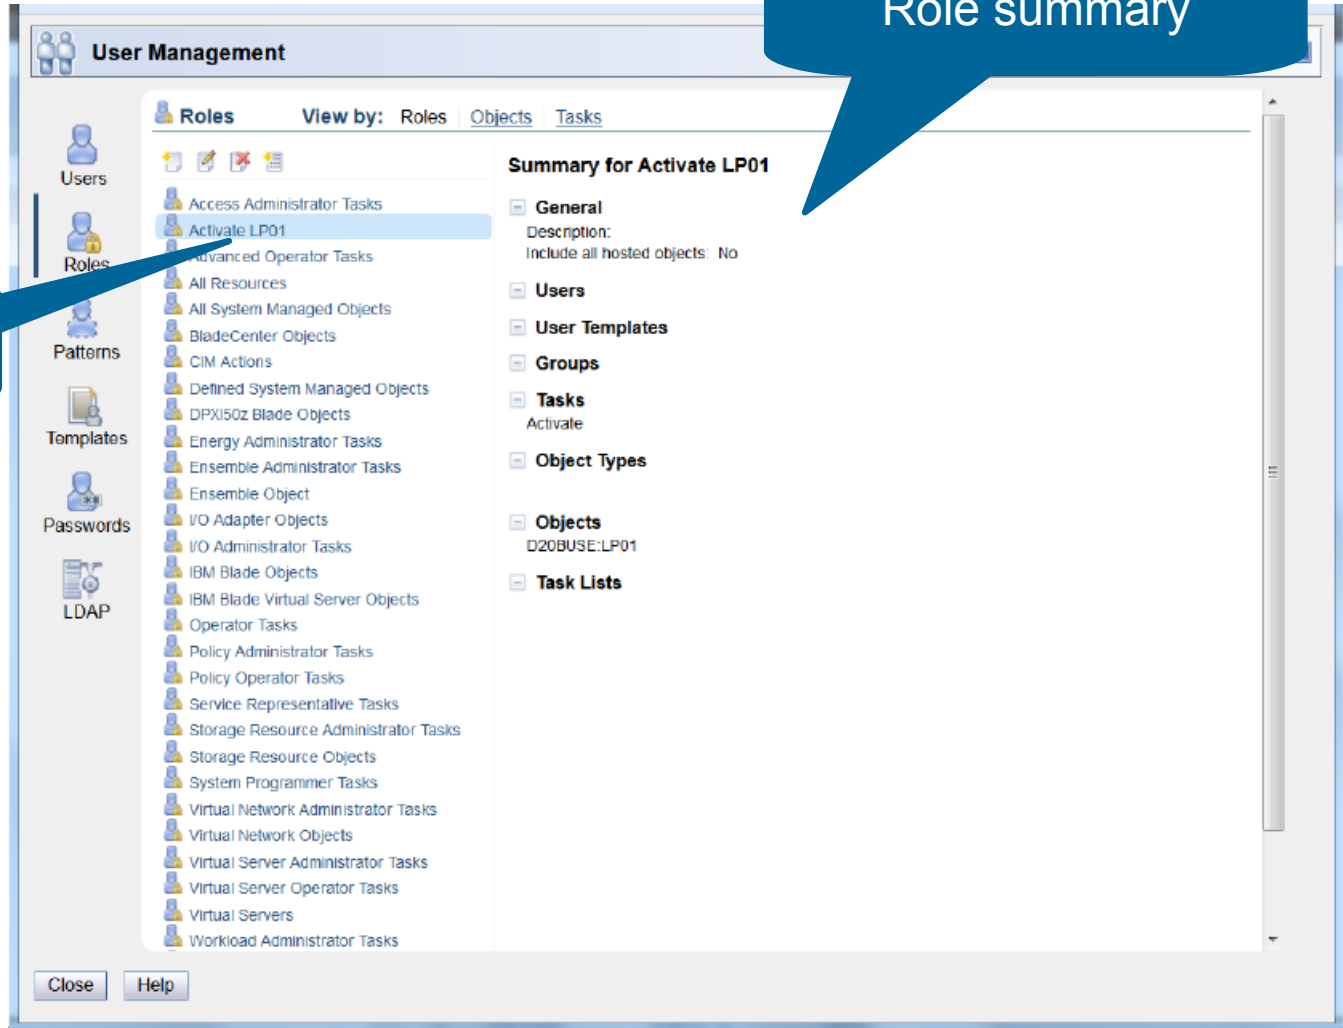 Role summary
User Management
Roles View by: Roles Objects Tasks
Users
Roles
Patterns
Templates
Passwords
LDAP
Access Administrator Tasks
Activate LP01
Advanced Operator Tasks
All Resources
All System Managed Objects
BladeCenter Objects
CIM Actions
Defined System Managed Objects
DPXI50z Blade Objects
Energy Administrator Tasks
Ensemble Administrator Tasks
Ensemble Object
I/O Adapter Objects
I/O Administrator Tasks
IBM Blade Objects
IBM Blade Virtual Server Objects
Operator Tasks
Policy Administrator Tasks
Policy Operator Tasks
Service Representative Tasks
Storage Resource Administrator Tasks
Storage Resource Objects
System Programmer Tasks
Virtual Network Administrator Tasks
Virtual Network Objects
Virtual Server Administrator Tasks
Virtual Server Operator Tasks
Virtual Servers
Workload Administrator Tasks
Summary for Activate LP01
General
Description:
Include all hosted objects: No
Users
User Templates
Groups
Tasks
Activate
Object Types
Objects
D20BUSE:LP01
Task Lists
Close Help